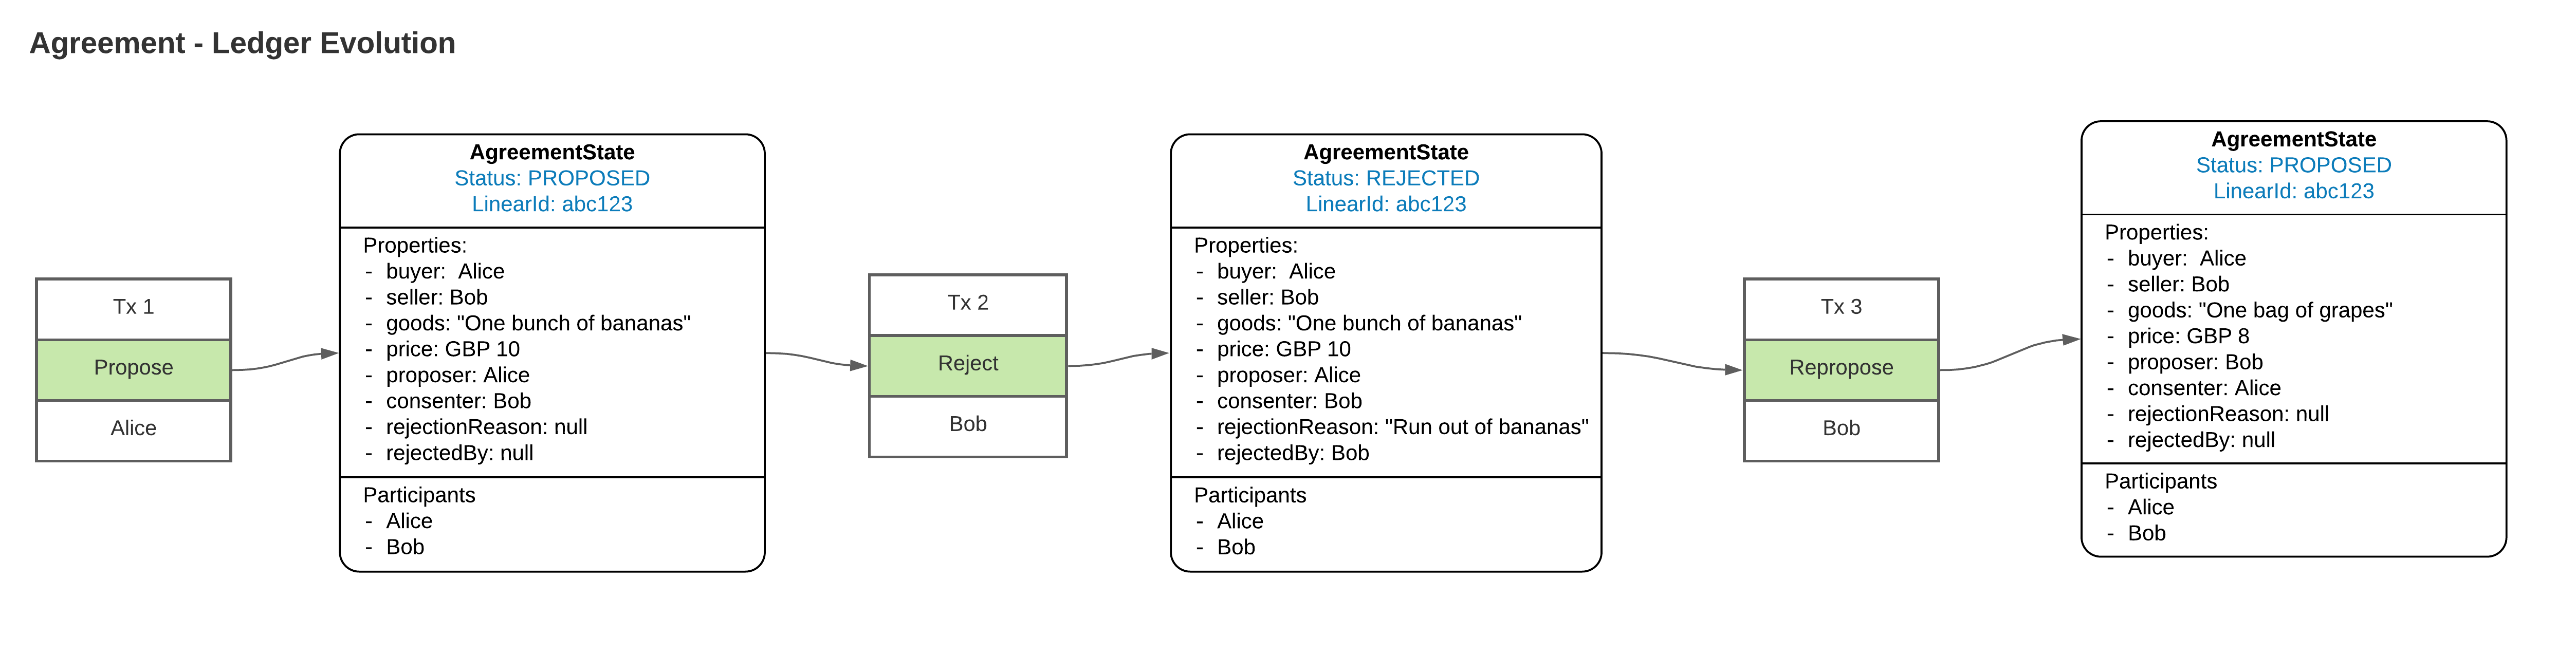 Agreement - Ledger Evolution
Tx 1
Propose
Alice
AgreementState
Status: PROPOSED
LinearId: abc123
Properties:
- buyer: Alice
- seller: Bob
- goods: "One bunch of bananas"
- price: GBP 10
- proposer: Alice
- consenter: Bob
- rejectionReason: null
- rejectedBy: null
Participants
- Alice
- Bob
Tx 2
Reject
Bob
AgreementState
Status: REJECTED
LinearId: abc123
Properties:
- buyer: Alice
- seller: Bob
- goods: "One bunch of bananas"
- price: GBP 10
- proposer: Alice
- consenter: Bob
- rejectionReason: "Run out of bananas"
- rejectedBy: Bob
Participants
- Alice
- Bob
Tx 3
Repropose
Bob
AgreementState
Status: PROPOSED
LinearId: abc123
Properties:
- buyer: Alice
- seller: Bob
- goods: "One bag of grapes"
- price: GBP 8
- proposer: Bob
- consenter: Alice
- rejectionReason: null
- rejectedBy: null
Participants
- Alice
- Bob